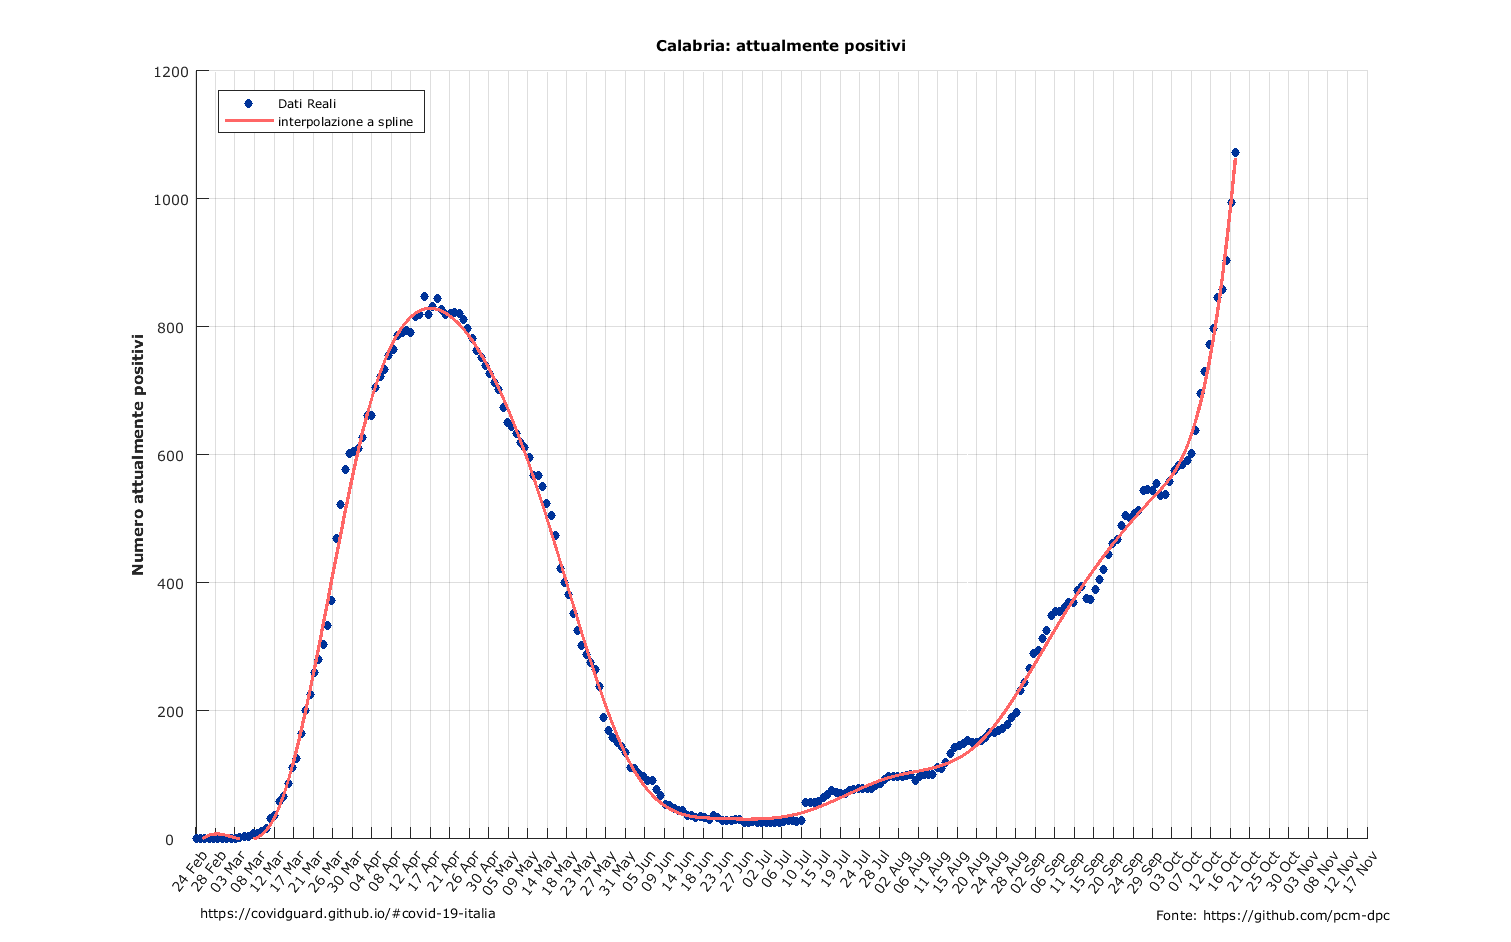 Calabria: attualmente positivi
Dati Reali
interpolazione a spline
Numero attualmente positivi
1200
1000
800
600
400
200
0
24 Feb
28 Feb
03 Mar
08 Mar
12 Mar
17 Mar
21 Mar
26 Mar
30 Mar
04 Apr
08 Apr
12 Apr
17 Apr
21 Apr
26 Apr
30 Apr
05 May
09 May
14 May
18 May
23 May
27 May
31 May
05 Jun
09 Jun
14 Jun
18 Jun
23 Jun
27 Jun
02 Jul
06 Jul
10 Jul
15 Jul
19 Jul
24 Jul
28 Jul
02 Aug
06 Aug
11 Aug
15 Aug
20 Aug
24 Aug
28 Aug
02 Sep
06 Sep
11 Sep
15 Sep
20 Sep
24 Sep
29 Sep
03 Oct
07 Oct
12 Oct
16 Oct
21 Oct
25 Oct
30 Oct
03 Nov
08 Nov
12 Nov
17 Nov
https://covidguard.github.io/#covid-19-italia
Fonte: https://github.com/pcm-dpc